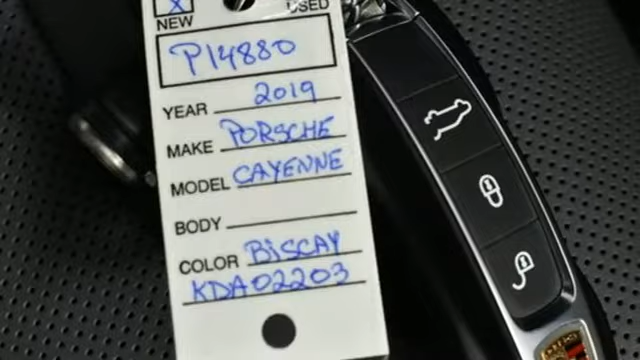 X
NEW USED
P14880
YEAR 2019
MAKE PORSCHE
MODEL CAYENNE
BODY
COLOR BISCAY
KDA02203